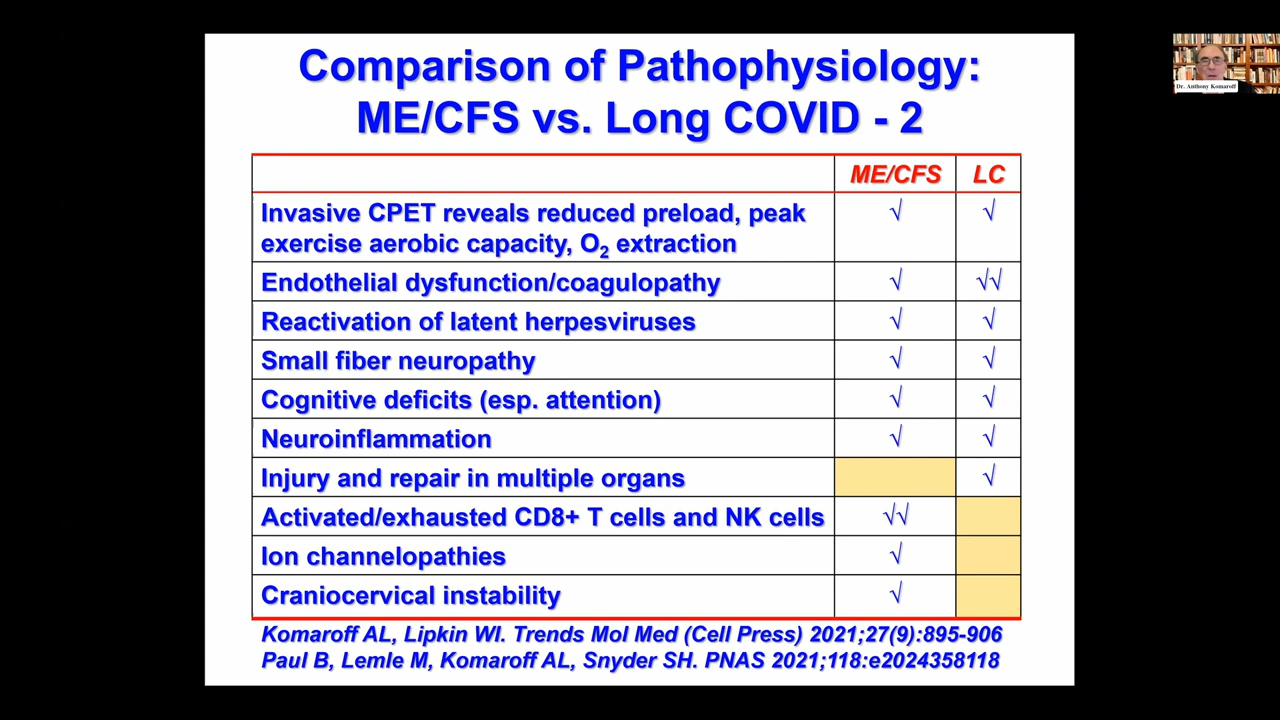 Comparison of Pathophysiology:
ME/CFS vs. Long COVID - 2
ME/CFS LC
Invasive CPET reveals reduced preload, peak √ √
exercise aerobic capacity, O₂ extraction
Endothelial dysfunction/coagulopathy √ √√
Reactivation of latent herpesviruses √ √
Small fiber neuropathy √ √
Cognitive deficits (esp. attention) √ √
Neuroinflammation √ √
Injury and repair in multiple organs √
Activated/exhausted CD8+ T cells and NK cells √√
Ion channelopathies √
Craniocervical instability √
Komaroff AL, Lipkin WI. Trends Mol Med (Cell Press) 2021;27(9):895-906
Paul B, Lemle M, Komaroff AL, Snyder SH. PNAS 2021;118:e2024358118
Dr. Anthony Komaroff